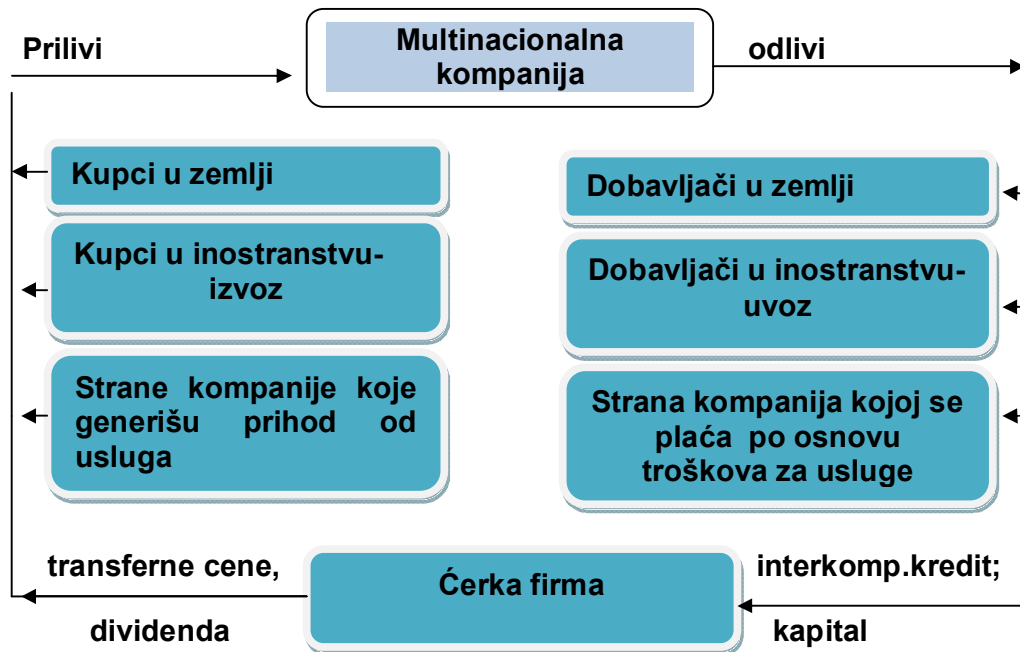 Prilivi
Multinacionalna
kompanija
odlivi
Kupci u zemlji
Kupci u inostranstvu-
izvoz
Strane kompanije koje
generišu prihod od
usluga
Dobavljači u zemlji
Dobavljači u inostranstvu-
uvoz
Strana kompanija kojoj se
plaća po osnovu
troškova za usluge
transferne cene,
dividenda
Ćerka firma
interkomp.kredit;
kapital